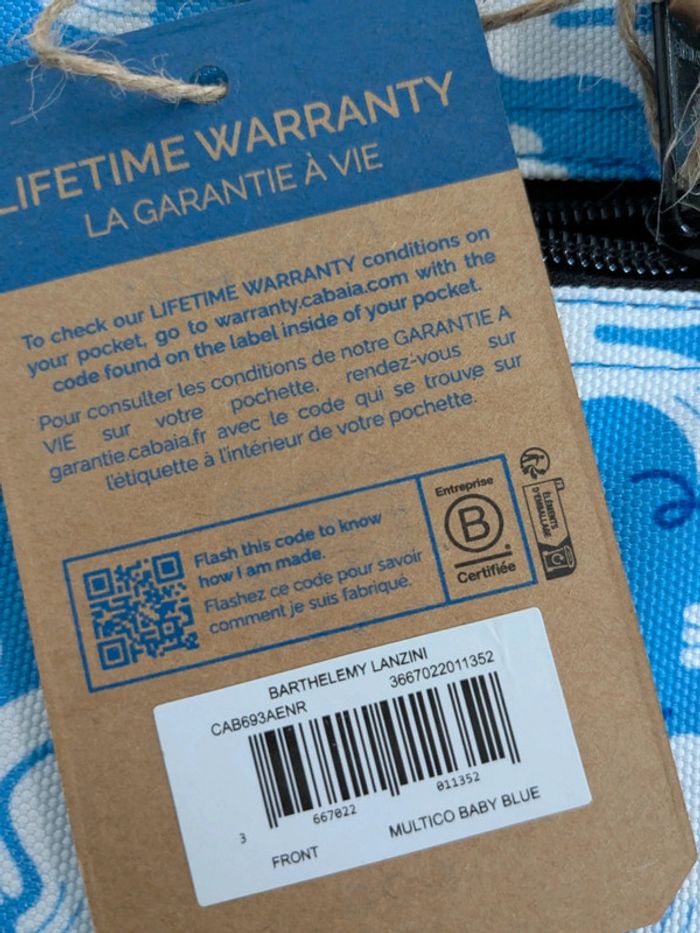 LIFETIME WARRANTY
LA GARANTIE À VIE
To check our LIFETIME WARRANTY conditions on
your pocket, go to warranty.cabaia.com with the
code found on the label inside of your pocket.
Pour consulter les conditions de notre GARANTIE A
VIE sur votre pochette, rendez-vous sur
garantie.cabaia.fr avec le code qui se trouve sur
l'étiquette à l'intérieur de votre pochette.
Flash this code to know
how I am made.
Flashez ce code pour savoir
comment je suis fabriqué.
Entreprise
B
Certifiée
FR
ÉLÉMENTS
D'EMBALLAGE
BARTHELEMY LANZINI
CAB693AENR 3667022011352
3 667022 011352
FRONT MULTICO BABY BLUE